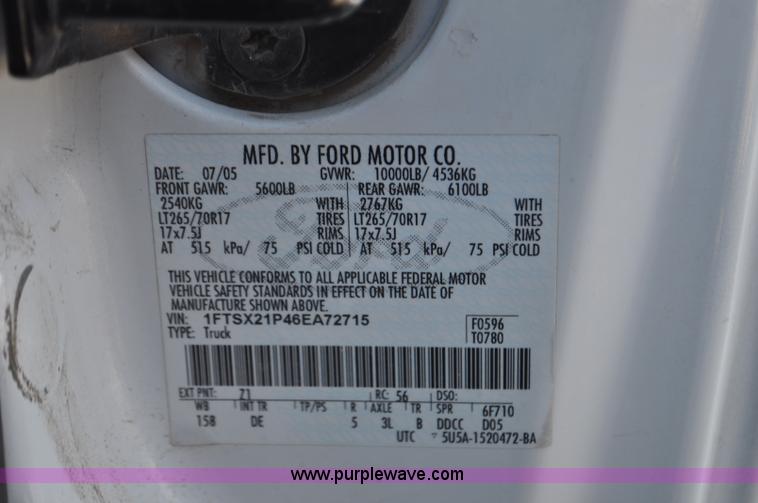 MFD. BY FORD MOTOR CO.
DATE: 07/05 GVWR: 10000LB/ 4536KG
FRONT GAWR: 5600LB REAR GAWR: 6100LB
2540KG WITH 2767KG WITH
LT265/70R17 TIRES LT265/70R17 TIRES
17x7.5J RIMS 17x7.5J RIMS
AT 515 kPa/ 75 PSI COLD AT 515 kPa/ 75 PSI COLD
Ford
THIS VEHICLE CONFORMS TO ALL APPLICABLE FEDERAL MOTOR
VEHICLE SAFETY STANDARDS IN EFFECT ON THE DATE OF
MANUFACTURE SHOWN ABOVE.
VIN: 1FTSX21P46EA72715 F0596
TYPE: Truck T0780
EXT PNT: Z1 RC: 56 DSO:
WB INT TR TP/PS R AXLE TR SPR 6F710
158 DE 5 3L B DDCC D05
UTC 5U5A-1520472-BA
www.purplewave.com